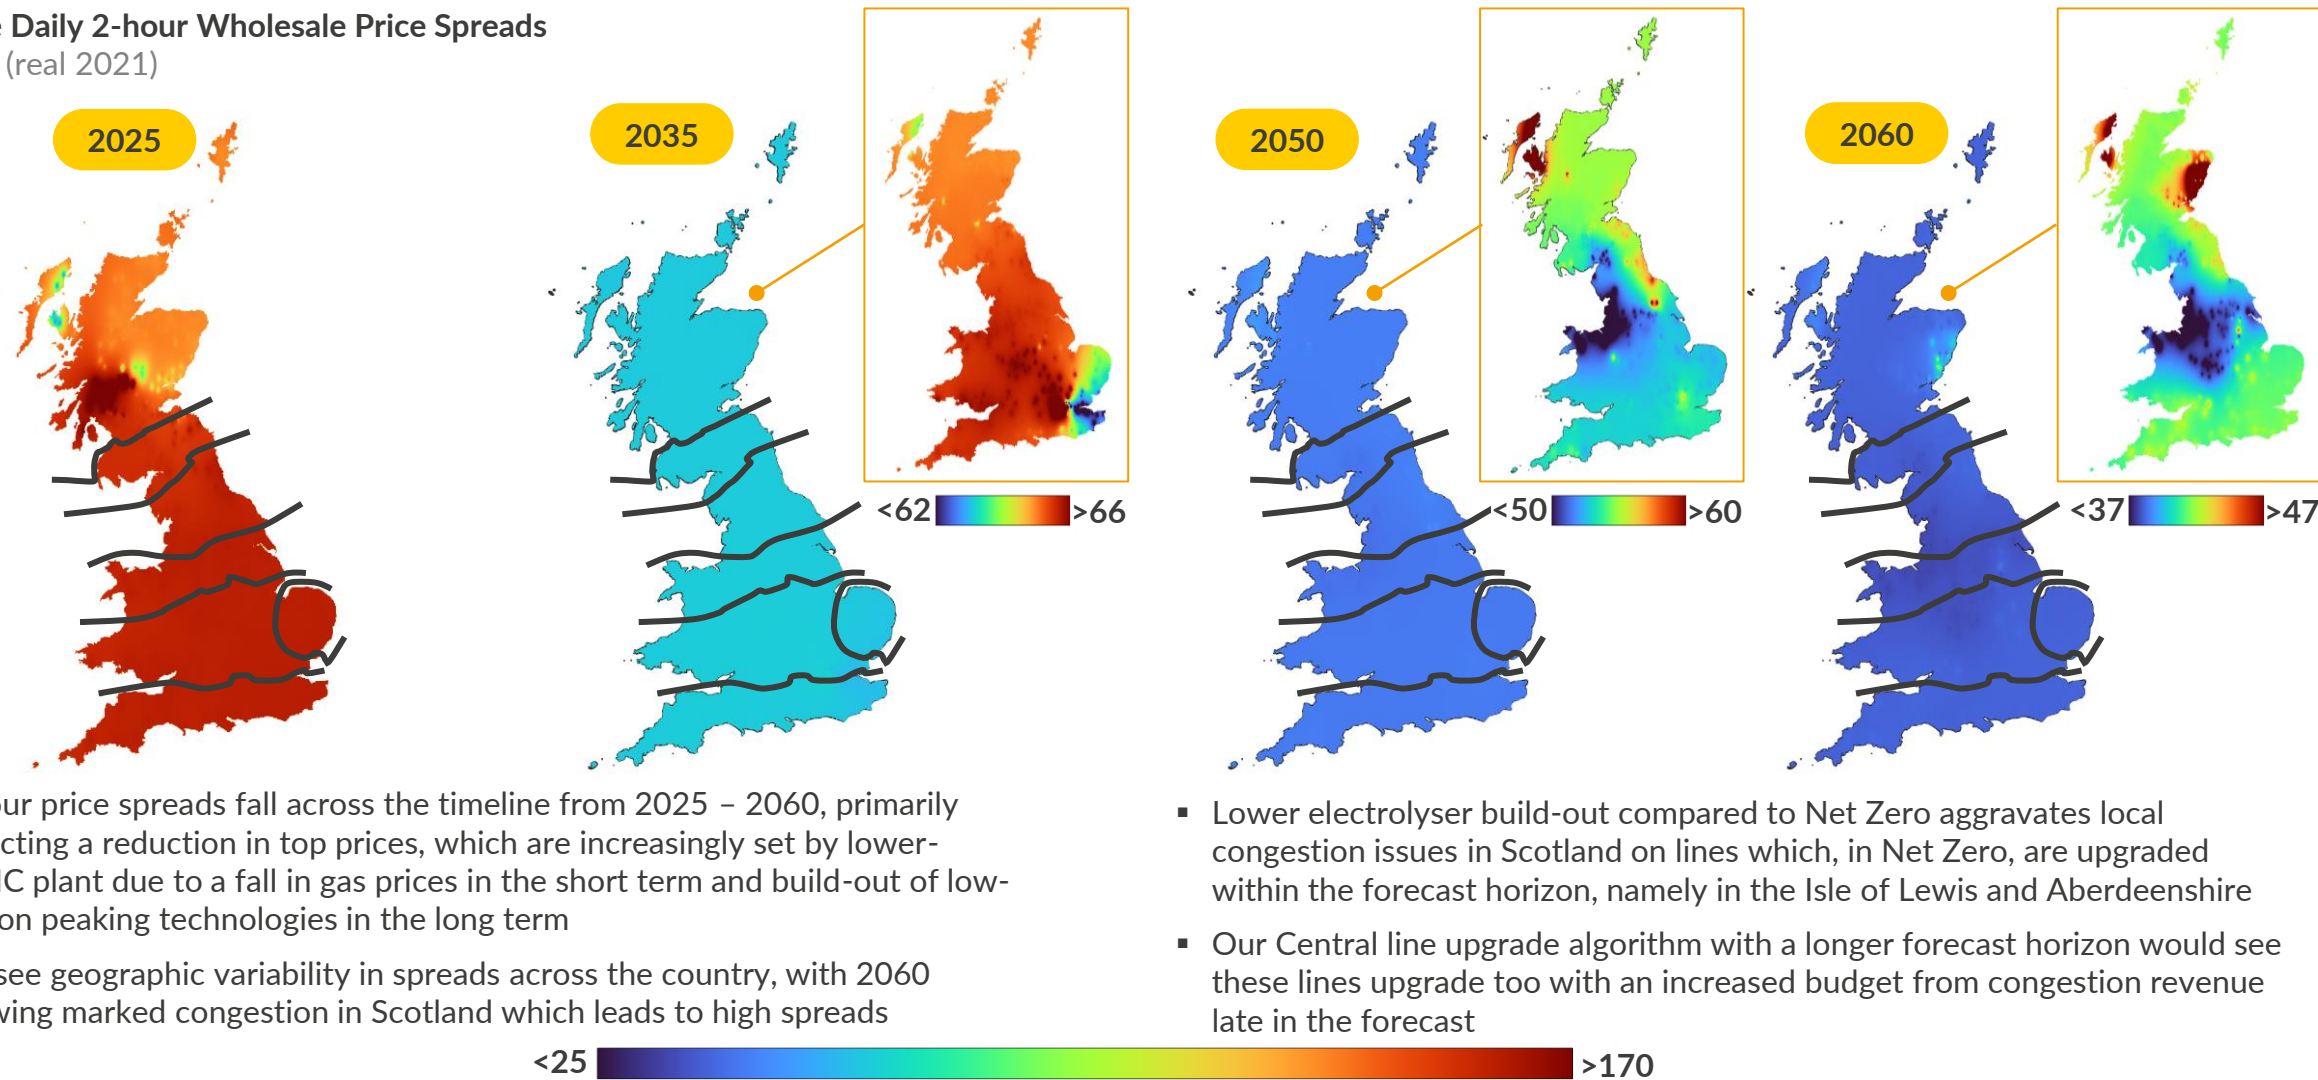 Daily 2-hour Wholesale Price Spreads
(real 2021)
2025
2035
2050
2060
<62
>66
<50
>60
<37
>47
our price spreads fall across the timeline from 2025 – 2060, primarily
cting a reduction in top prices, which are increasingly set by lower-
C plant due to a fall in gas prices in the short term and build-out of low-
on peaking technologies in the long term
see geographic variability in spreads across the country, with 2060
wing marked congestion in Scotland which leads to high spreads
▪ Lower electrolyser build-out compared to Net Zero aggravates local
congestion issues in Scotland on lines which, in Net Zero, are upgraded
within the forecast horizon, namely in the Isle of Lewis and Aberdeenshire
▪ Our Central line upgrade algorithm with a longer forecast horizon would see
these lines upgrade too with an increased budget from congestion revenue
late in the forecast
<25
>170